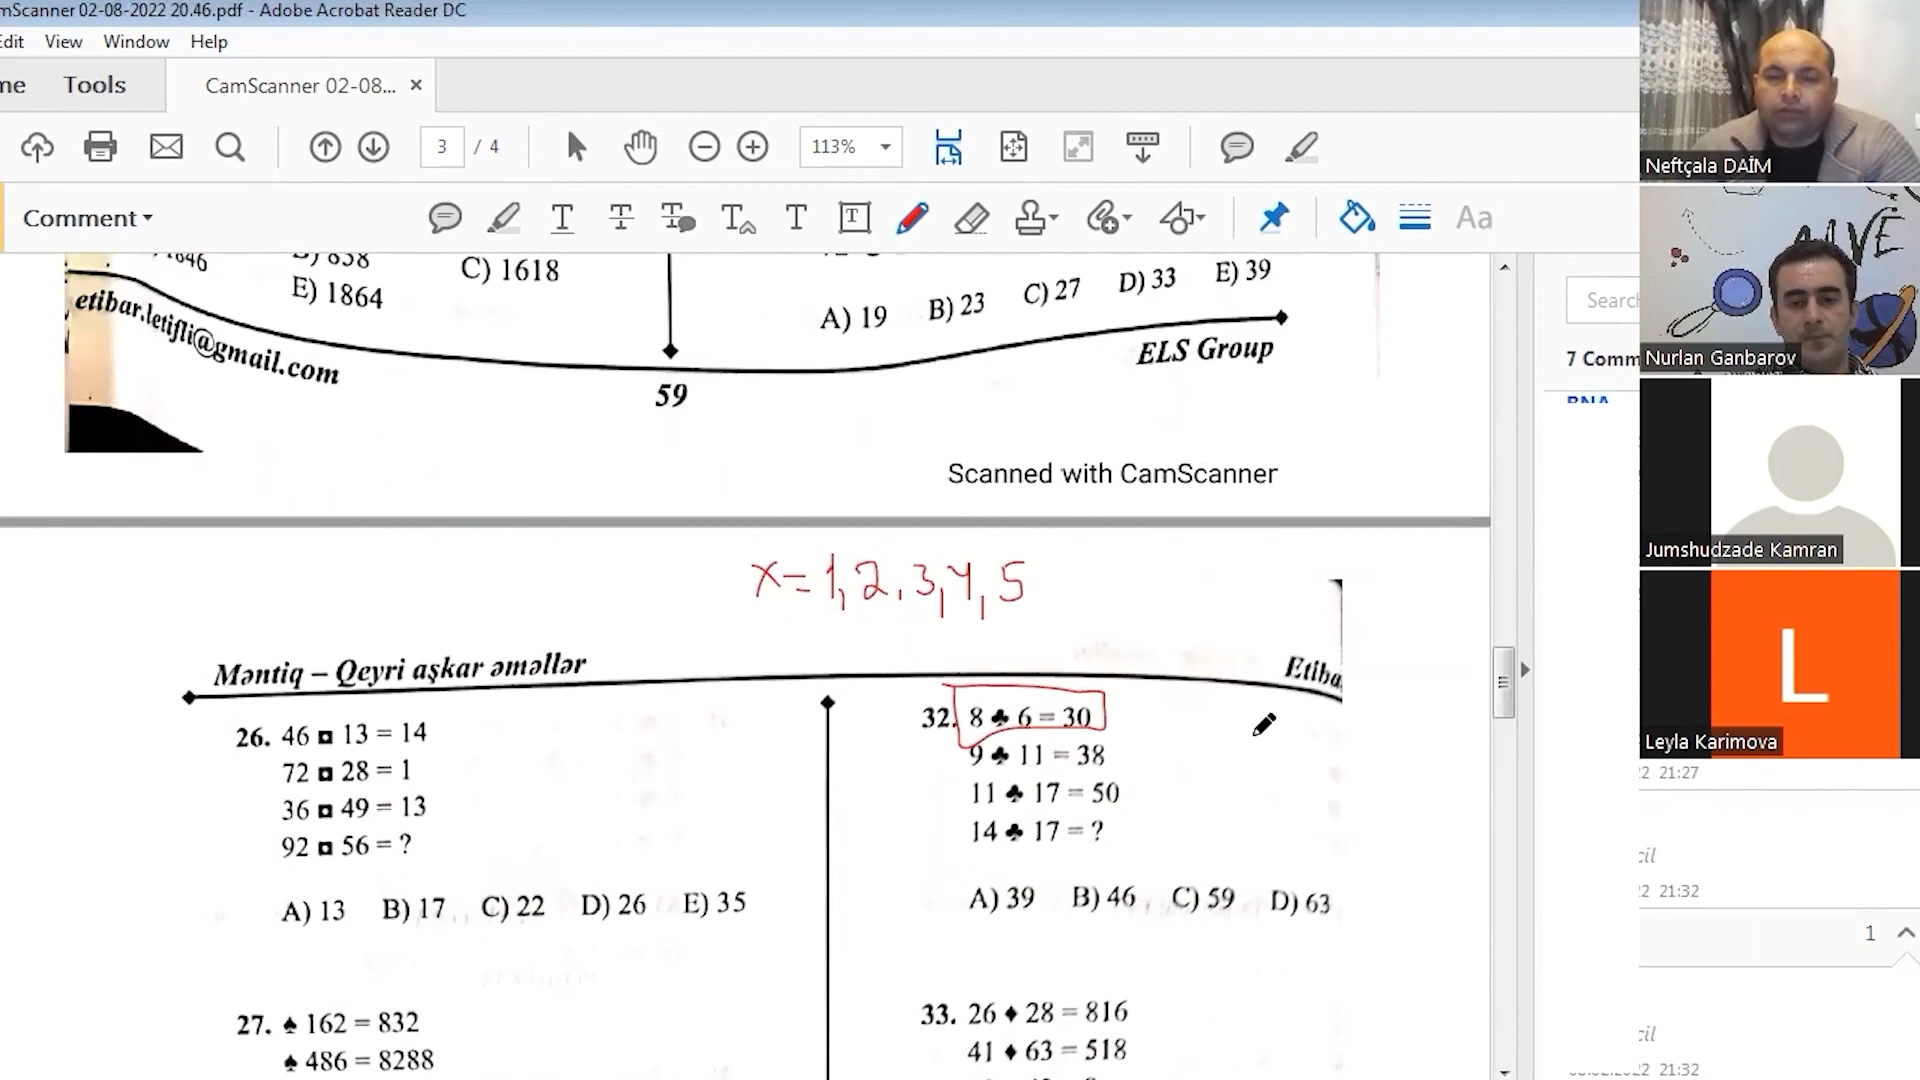 mScanner 02-08-2022 20.46.pdf - Adobe Acrobat Reader DC
Edit View Window Help
me Tools CamScanner 02-08... ×
3 / 4 113%
Comment T T T T T T Aa
C) 1618
E) 1864
etibar.letifli@gmail.com
59
A) 19 B) 23 C) 27 D) 33 E) 39
ELS Group
Scanned with CamScanner
x=1,2,3,4,5
Məntiq – Qeyri aşkar əməllər
Etiba
26. 46 ◘ 13 = 14
72 ◘ 28 = 1
36 ◘ 49 = 13
92 ◘ 56 = ?
A) 13 B) 17 C) 22 D) 26 E) 35
27. ♠ 162 = 832
♠ 486 = 8288
32. 8 ♣ 6 = 30
9 ♣ 11 = 38
11 ♣ 17 = 50
14 ♣ 17 = ?
A) 39 B) 46 C) 59 D) 63
33. 26 ♦ 28 = 816
41 ♦ 63 = 518
Search
7 Comm
Neftçala DAİM
Nurlan Ganbarov
Jumshudzade Kamran
L
Leyla Karimova
22 21:27
cil
22 21:32
1
cil
21:32